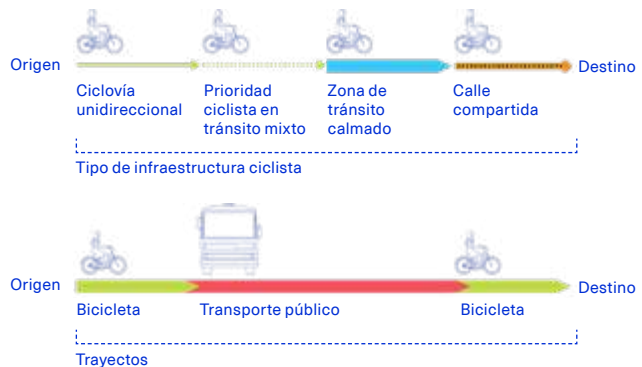 Origen
Destino
Ciclovía
unidireccional
Prioridad
ciclista en
tránsito mixto
Zona de
tránsito
calmado
Calle
compartida
Tipo de infraestructura ciclista
Origen
Destino
Bicicleta
Transporte público
Bicicleta
Trayectos